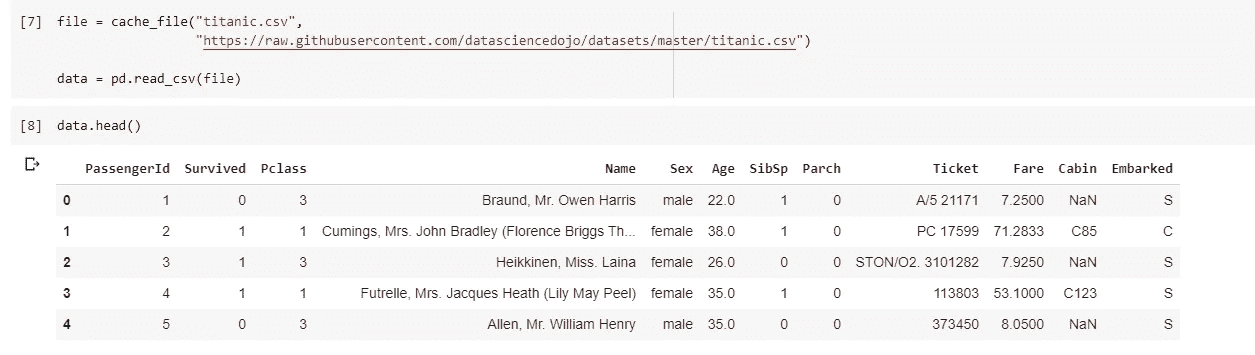 [7] file = cache_file("titanic.csv",
"https://raw.githubusercontent.com/datasciencedojo/datasets/master/titanic.csv")
data = pd.read_csv(file)
[8] data.head()
PassengerId Survived Pclass Name Sex Age SibSp Parch Ticket Fare Cabin Embarked
0 1 0 3 Braund, Mr. Owen Harris male 22.0 1 0 A/5 21171 7.2500 NaN S
1 2 1 1 Cumings, Mrs. John Bradley (Florence Briggs Th... female 38.0 1 0 PC 17599 71.2833 C85 C
2 3 1 3 Heikkinen, Miss. Laina female 26.0 0 0 STON/O2. 3101282 7.9250 NaN S
3 4 1 1 Futrelle, Mrs. Jacques Heath (Lily May Peel) female 35.0 1 0 113803 53.1000 C123 S
4 5 0 3 Allen, Mr. William Henry male 35.0 0 0 373450 8.0500 NaN S